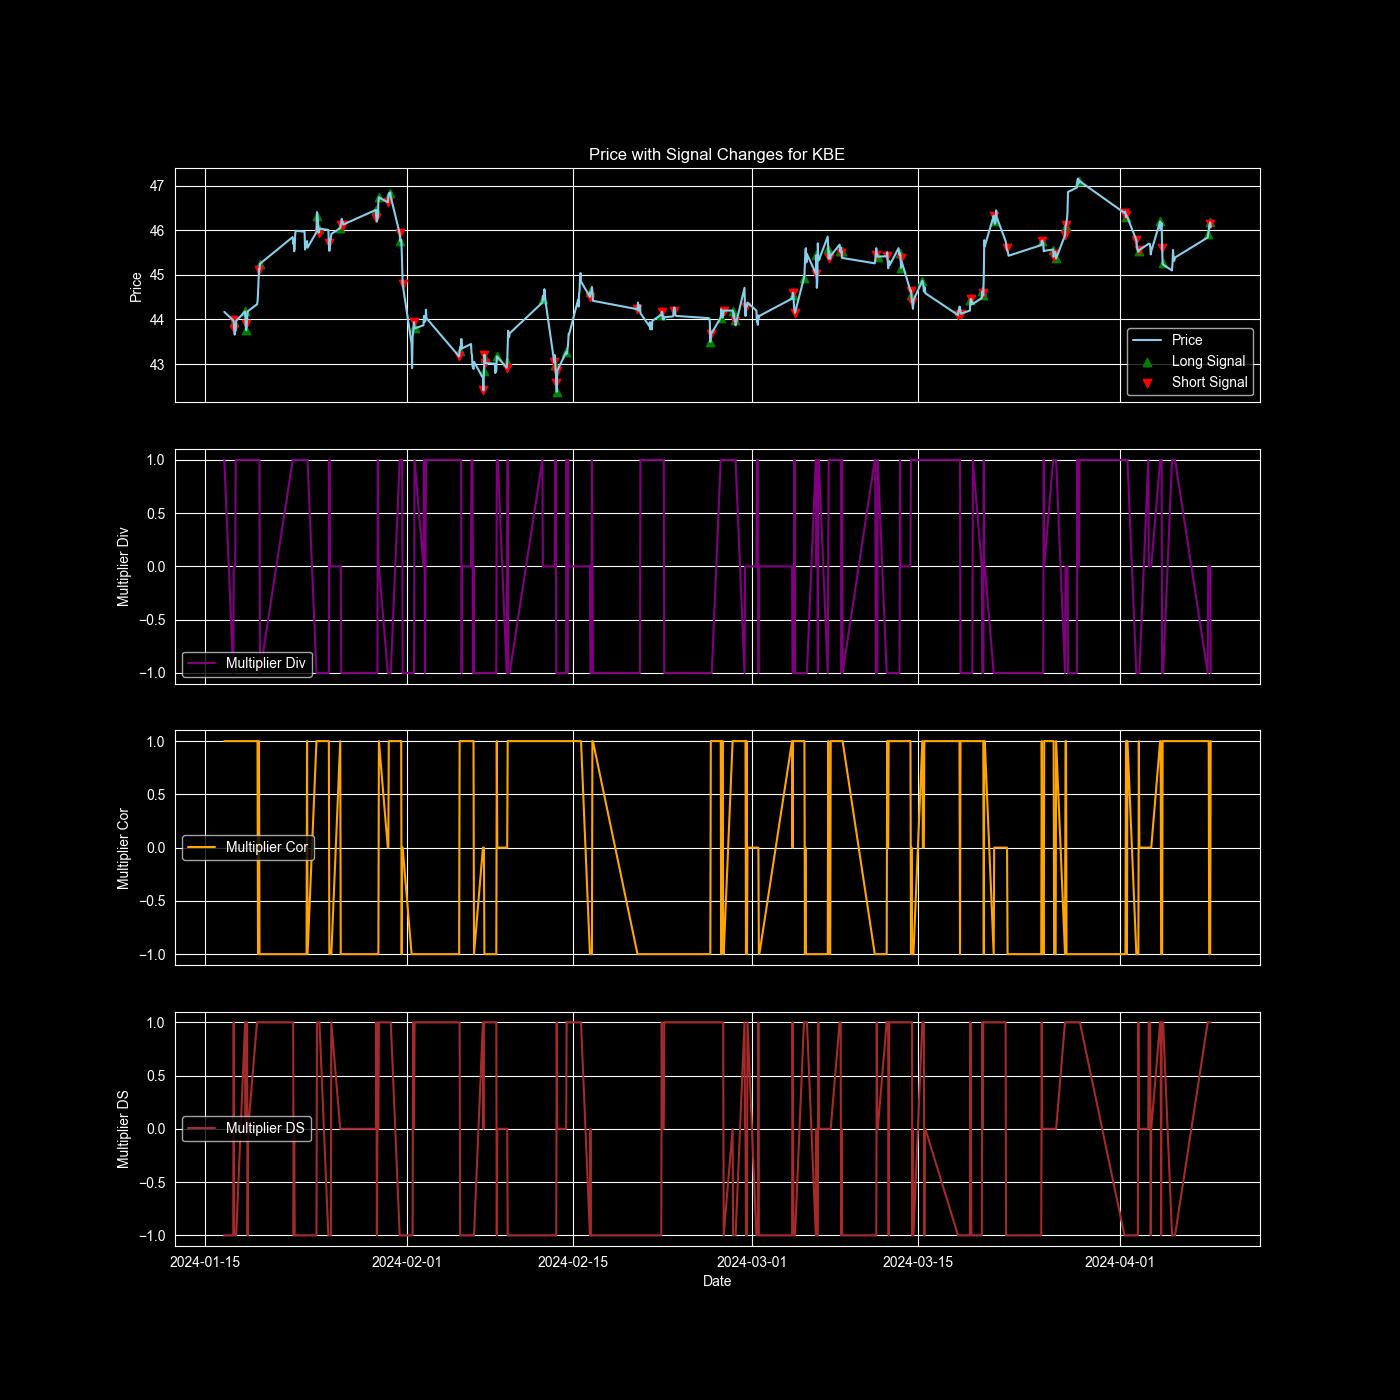 Price with Signal Changes for KBE
47
46
45
44
43
Price
Price
Long Signal
Short Signal
1.0
0.5
0.0
−0.5
−1.0
Multiplier Div
Multiplier Div
1.0
0.5
0.0
−0.5
−1.0
Multiplier Cor
Multiplier Cor
1.0
0.5
0.0
−0.5
−1.0
Multiplier DS
Multiplier DS
2024-01-15 2024-02-01 2024-02-15 2024-03-01 2024-03-15 2024-04-01
Date